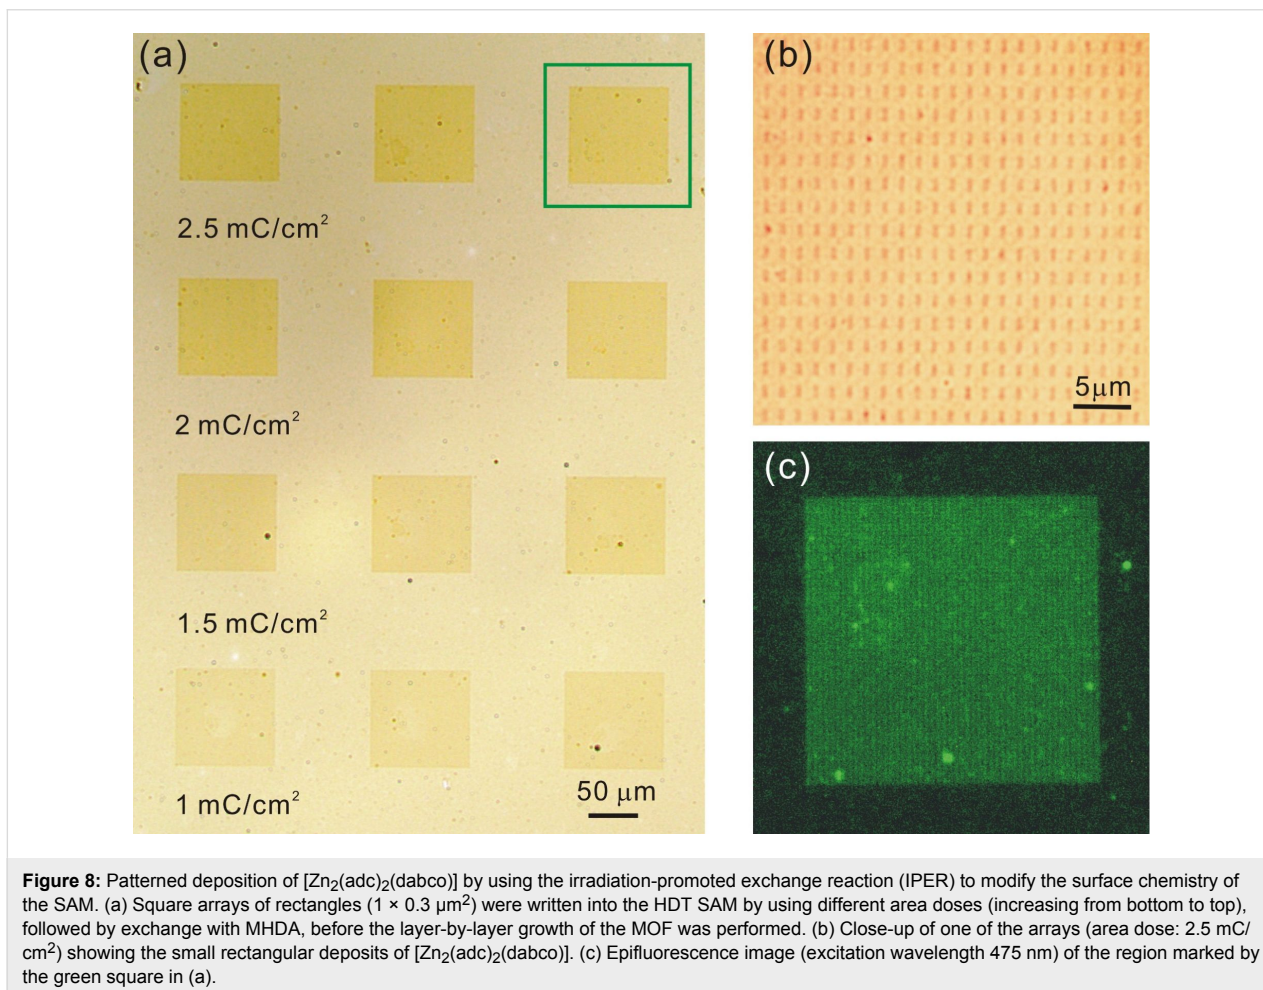 (a)
2.5 mC/cm²
2 mC/cm²
1.5 mC/cm²
1 mC/cm²
50 μm
(b)
5μm
(c)
Figure 8: Patterned deposition of [Zn₂(adc)₂(dabco)] by using the irradiation-promoted exchange reaction (IPER) to modify the surface chemistry of
the SAM. (a) Square arrays of rectangles (1 × 0.3 μm²) were written into the HDT SAM by using different area doses (increasing from bottom to top),
followed by exchange with MHDA, before the layer-by-layer growth of the MOF was performed. (b) Close-up of one of the arrays (area dose: 2.5 mC/
cm²) showing the small rectangular deposits of [Zn₂(adc)₂(dabco)]. (c) Epifluorescence image (excitation wavelength 475 nm) of the region marked by
the green square in (a).